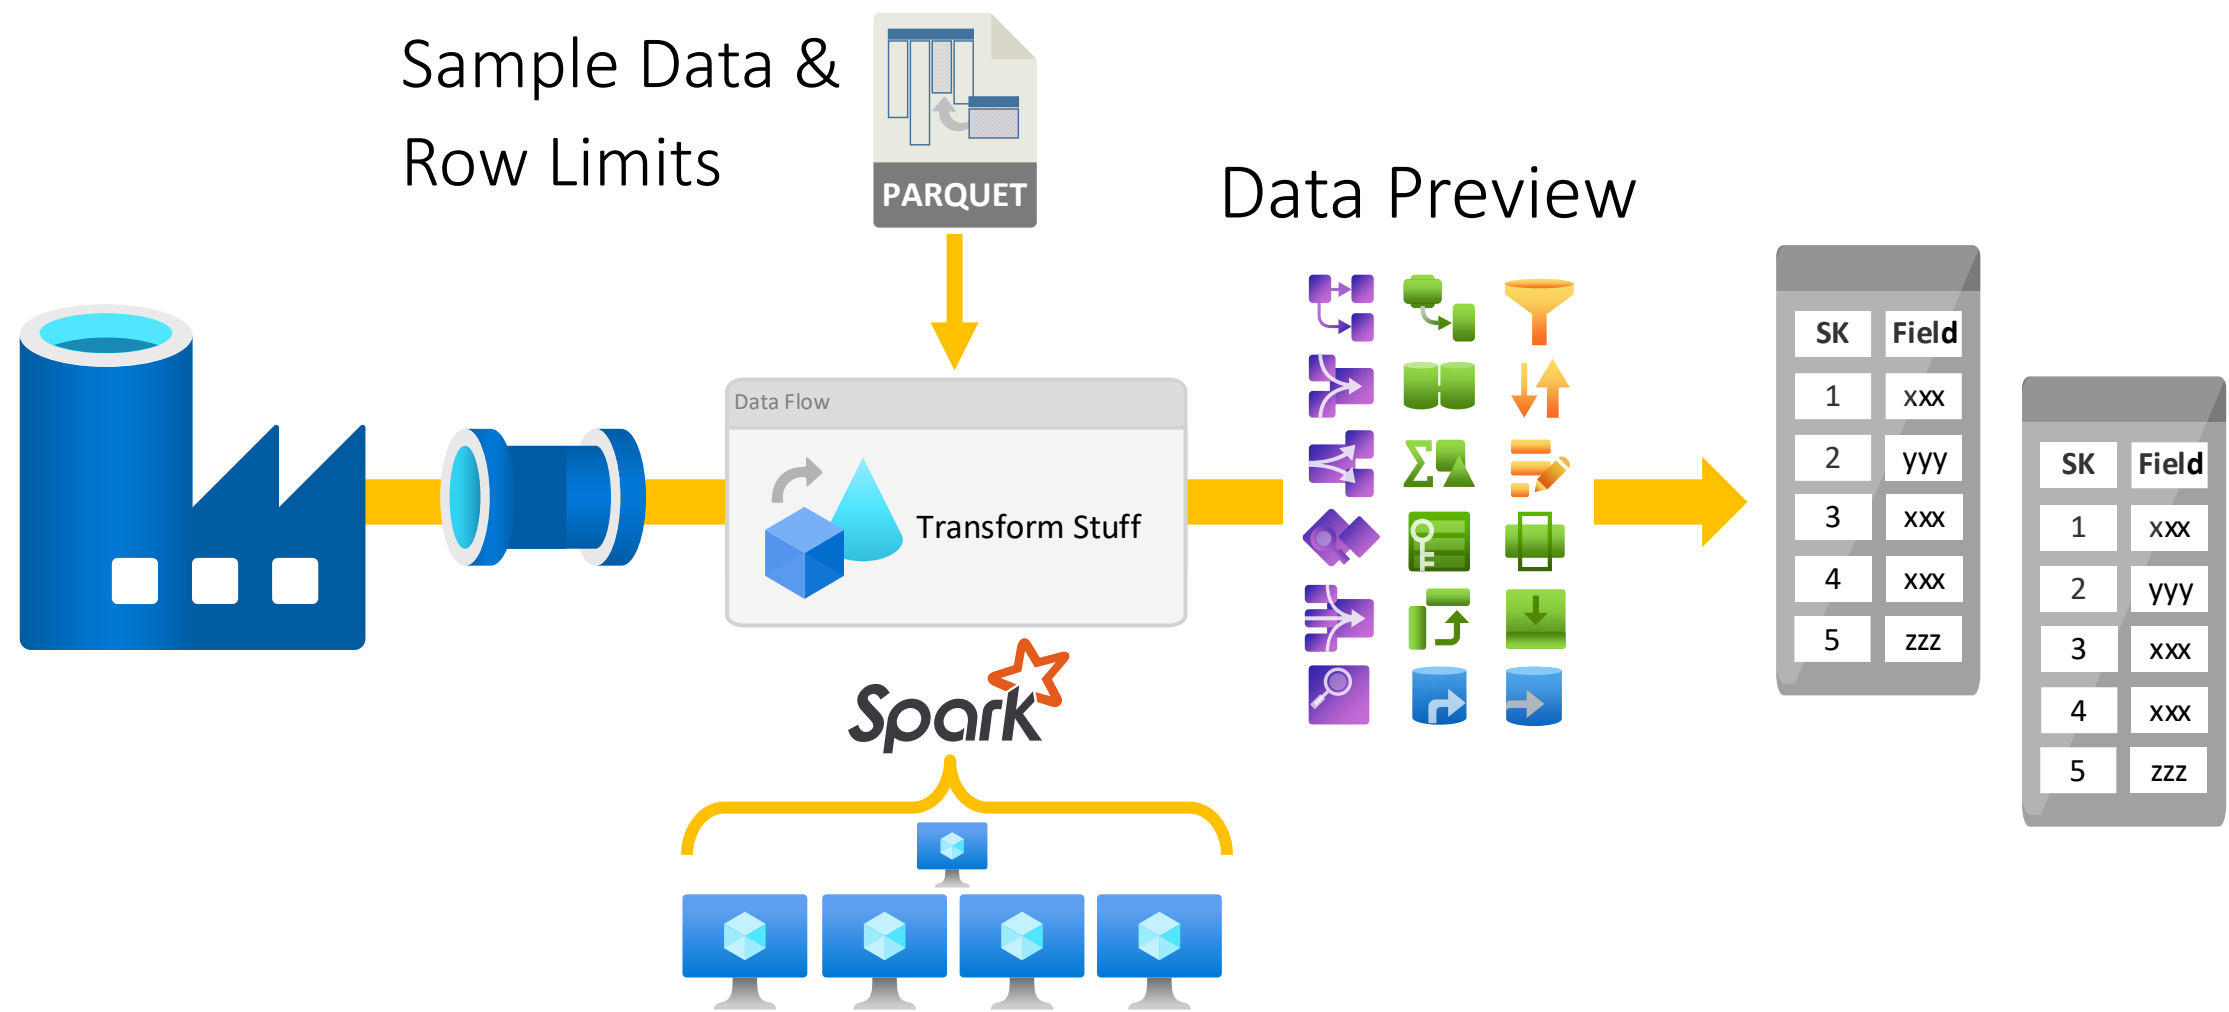 Sample Data &
Row Limits
PARQUET
Data Preview
Data Flow
Transform Stuff
Spark
SK Field
1 xxx
2 yyy
3 xxx
4 xxx
5 zzz
SK Field
1 xxx
2 yyy
3 xxx
4 xxx
5 zzz